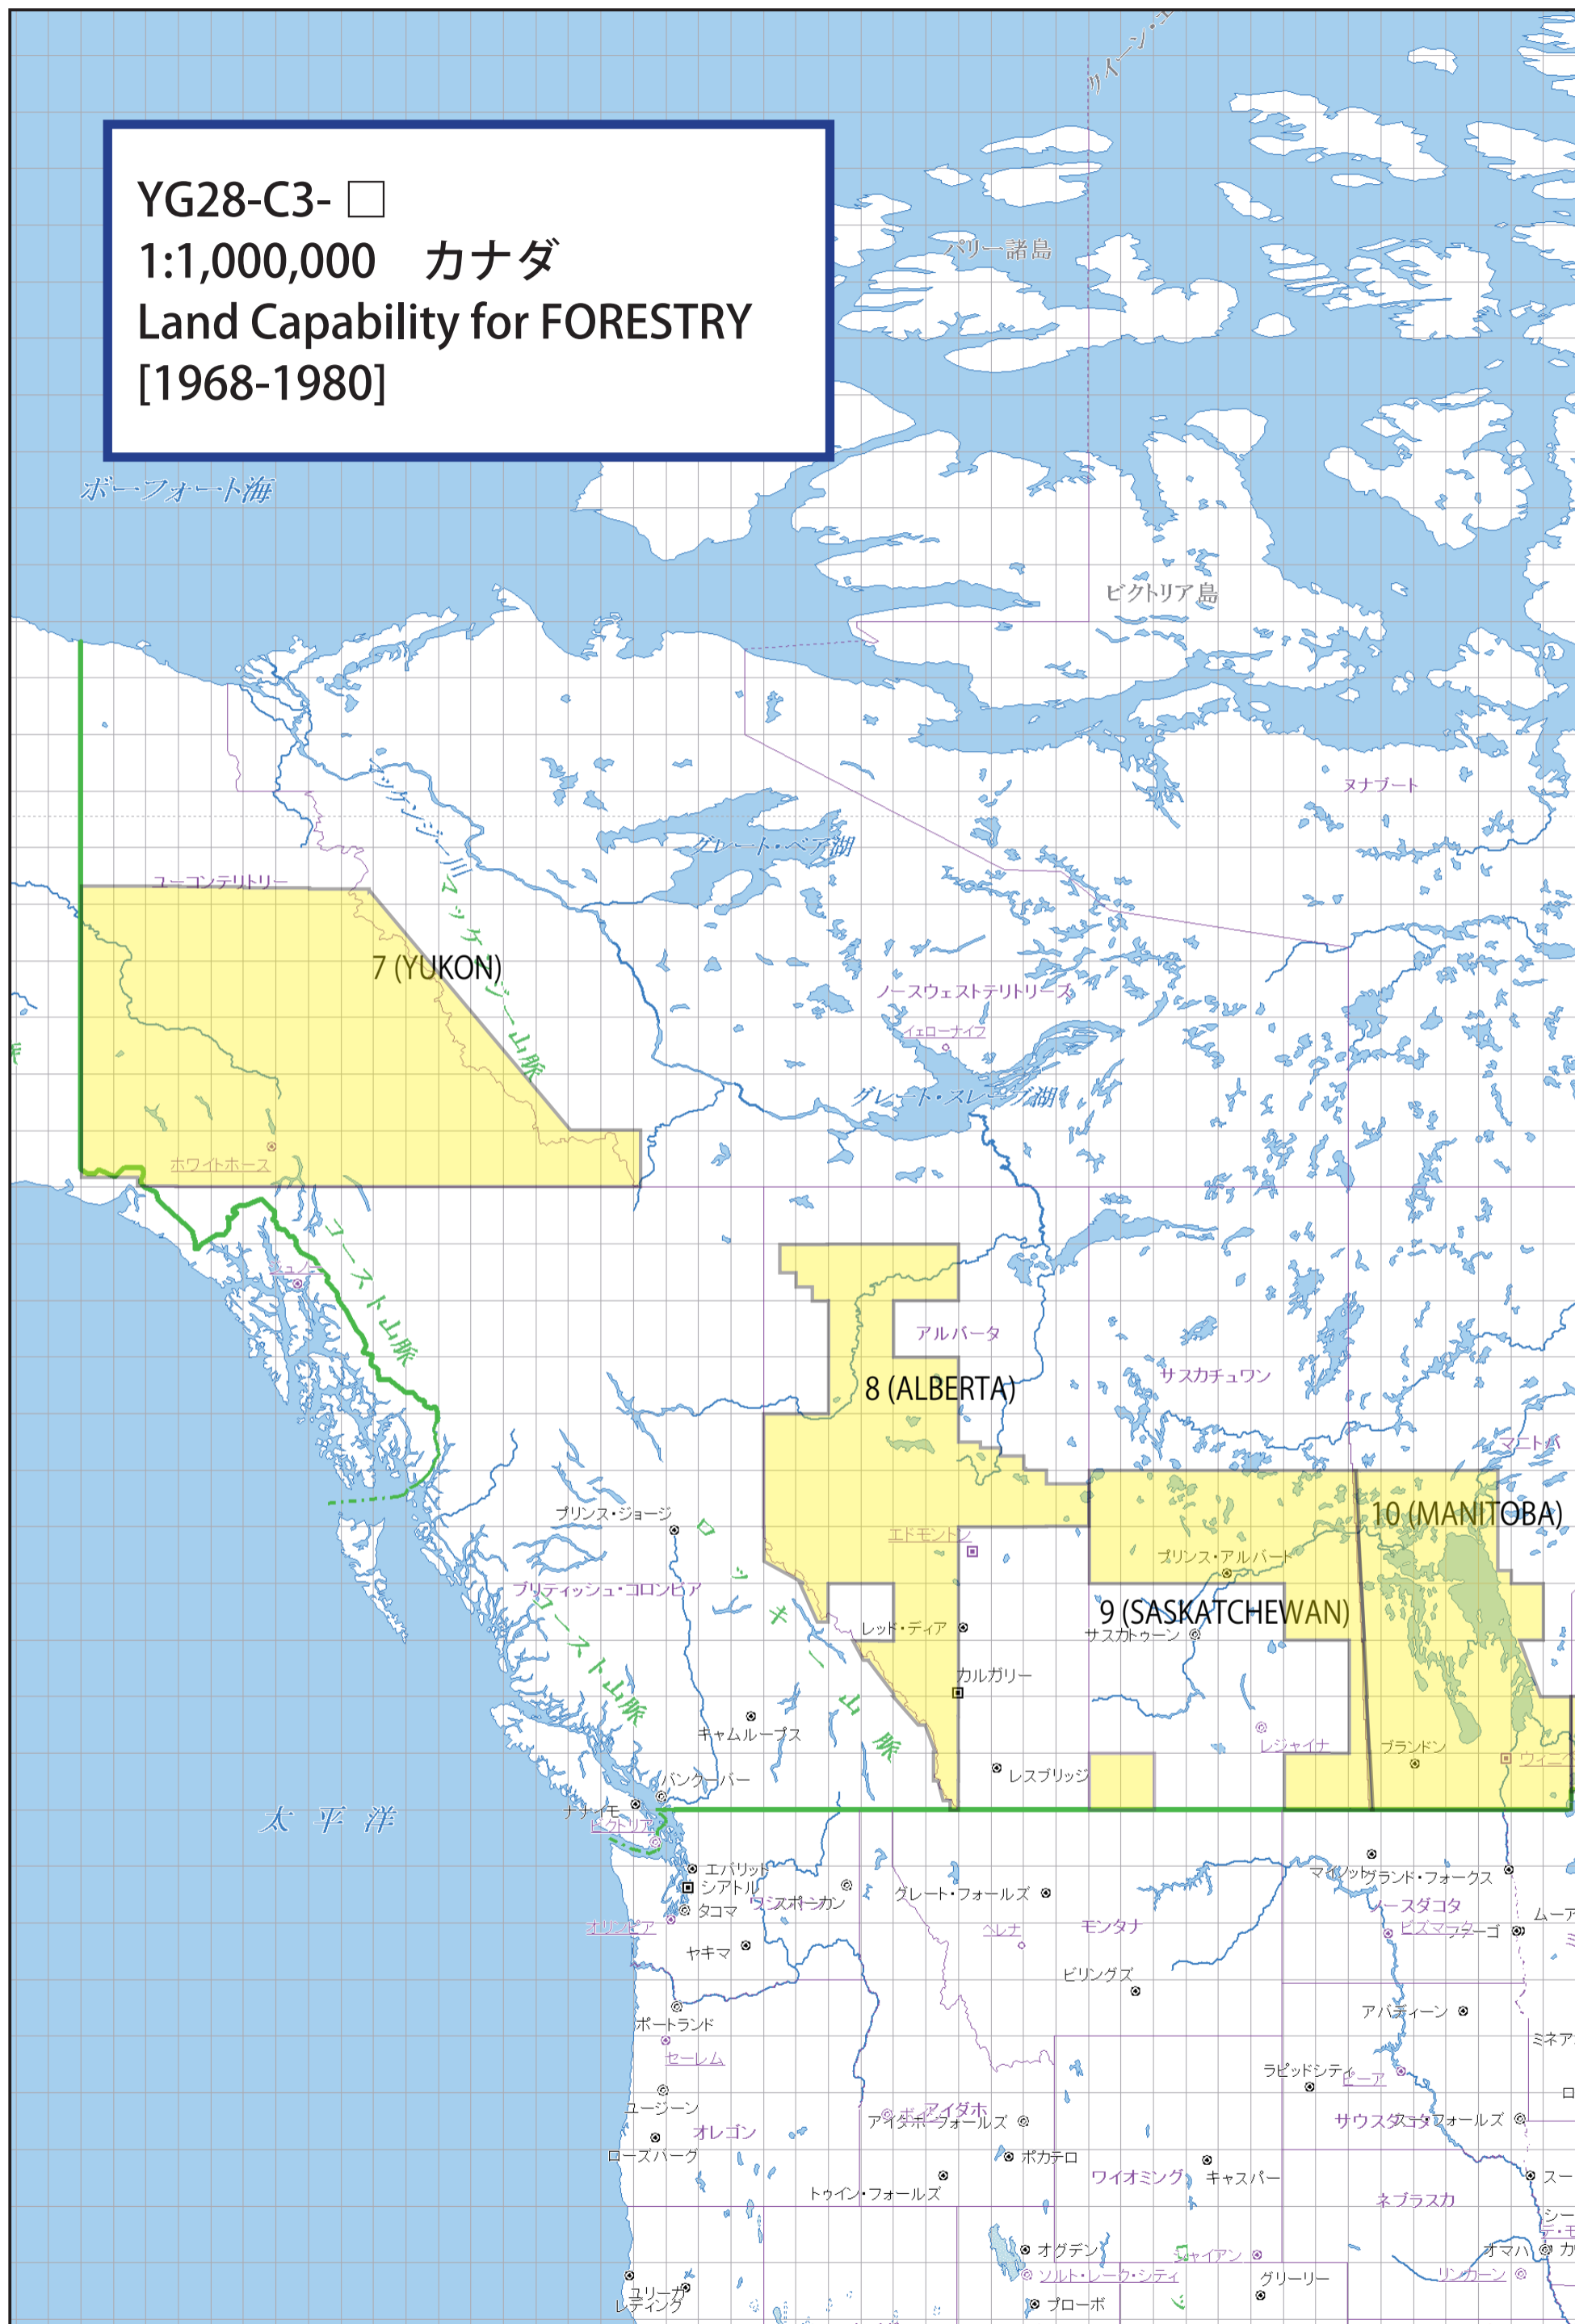 YG28-C3- □
1:1,000,000 カナダ
Land Capability for FORESTRY
[1968-1980]
パリー諸島
ボーフォート海
ビクトリア島
ヌナブート
グレート・ベア湖
ユーコンテリトリー
マッケンジー山脈
7 (YUKON)
ノースウェストテリトリーズ
イェローナイフ
グレート・スレーブ湖
ホワイトホース
コースト山脈
アルバータ
8 (ALBERTA)
サスカチュワン
マニトバ
プリンス・ジョージ
10 (MANITOBA)
エドモントン
プリンス・アルバート
ブリティッシュ・コロンビア
ロッキー山脈
9 (SASKATCHEWAN)
レッド・ディア
サスカトゥーン
コースト山脈
カルガリー
キャムループス
レジャイナ
ブランドン
バンクーバー
レスブリッジ
ナナイモ
太平洋
ビクトリア
エバリット
シアトル
タコマ
スポーカン
グレート・フォールズ
マイノット
グランド・フォークス
オリンピア
ヘレナ
モンタナ
ノースダコタ
ビズマーク
ヤキマ
ビリングズ
アバディーン
ポートランド
セーレム
ラピッドシティ
ピーア
ユージーン
オレゴン
アイダホ
アイダホ・フォールズ
サウスダコタ
スー・フォールズ
ローズバーグ
ポカテロ
ワイオミング
キャスパー
トゥイン・フォールズ
ネブラスカ
オグデン
シャイアン
オマハ
ソルト・レーク・シティ
グリーリー
リンカーン
ユリーカ
レディング
プローボ